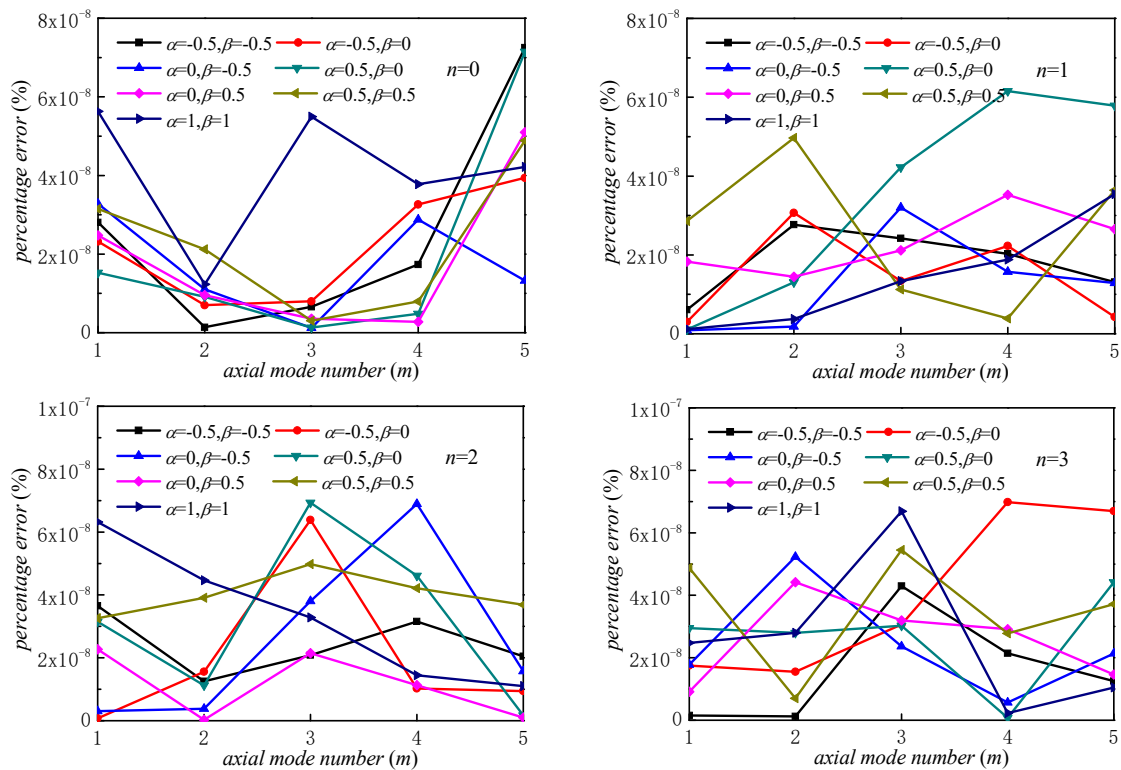 8x10⁻⁸
6x10⁻⁸
4x10⁻⁸
2x10⁻⁸
0
percentage error (%)
α=-0.5,β=-0.5
α=-0.5,β=0
α=0,β=-0.5
α=0.5,β=0
α=0,β=0.5
α=0.5,β=0.5
α=1,β=1
n=0
1 2 3 4 5
axial mode number (m)
8x10⁻⁸
6x10⁻⁸
4x10⁻⁸
2x10⁻⁸
0
percentage error (%)
α=-0.5,β=-0.5
α=-0.5,β=0
α=0,β=-0.5
α=0.5,β=0
α=0,β=0.5
α=0.5,β=0.5
α=1,β=1
n=1
1 2 3 4 5
axial mode number (m)
1x10⁻⁷
8x10⁻⁸
6x10⁻⁸
4x10⁻⁸
2x10⁻⁸
0
percentage error (%)
α=-0.5,β=-0.5
α=-0.5,β=0
α=0,β=-0.5
α=0.5,β=0
α=0,β=0.5
α=0.5,β=0.5
α=1,β=1
n=2
1 2 3 4 5
axial mode number (m)
1x10⁻⁷
8x10⁻⁸
6x10⁻⁸
4x10⁻⁸
2x10⁻⁸
0
percentage error (%)
α=-0.5,β=-0.5
α=-0.5,β=0
α=0,β=-0.5
α=0.5,β=0
α=0,β=0.5
α=0.5,β=0.5
α=1,β=1
n=3
1 2 3 4 5
axial mode number (m)